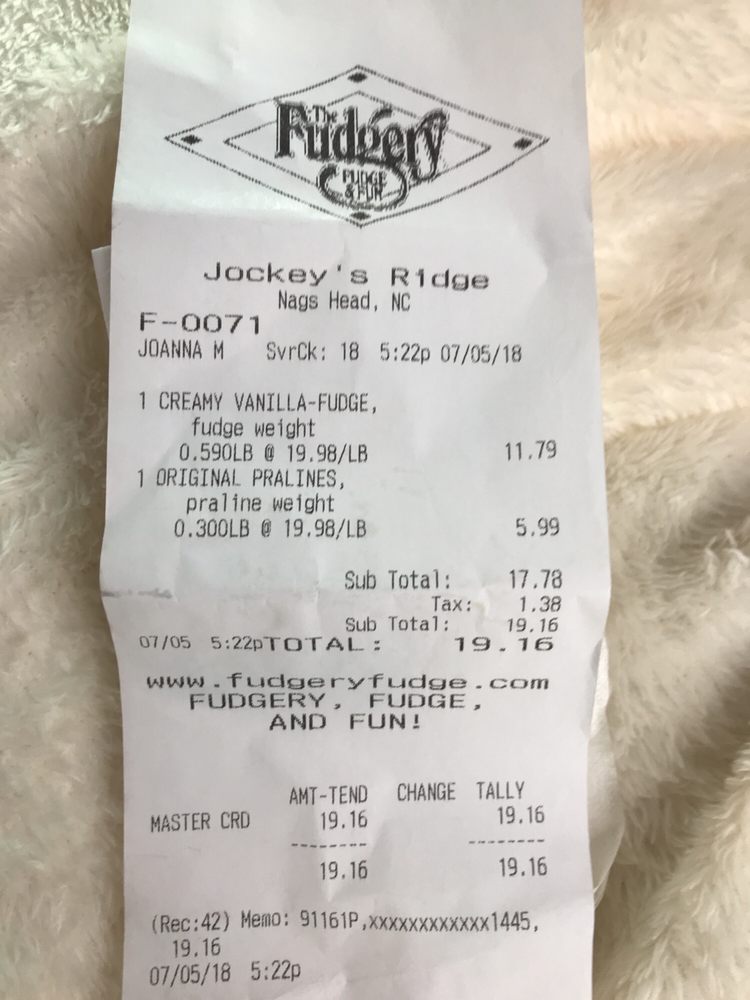 The
Fudgery
FUDGE
& FUN
Jockey's Ridge
Nags Head, NC
F-0071
JOANNA M SvrCk: 18 5:22p 07/05/18
1 CREAMY VANILLA-FUDGE,
fudge weight
0.590LB @ 19.98/LB 11.79
1 ORIGINAL PRALINES,
praline weight
0.300LB @ 19.98/LB 5.99
Sub Total: 17.78
Tax: 1.38
Sub Total: 19.16
07/05 5:22pTOTAL: 19.16
www.fudgeryfudge.com
FUDGERY, FUDGE,
AND FUN!
AMT-TEND CHANGE TALLY
MASTER CRD 19.16 19.16
-------- --------
19.16 19.16
(Rec:42) Memo: 91161P,xxxxxxxxxxxx1445,
19.16
07/05/18 5:22p